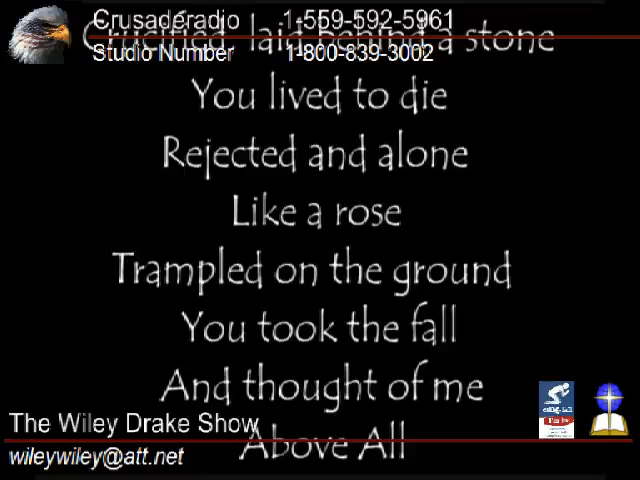 Crusaderadio 1-559-592-5961
Crucified, laid behind a stone
Studio Number 1-800-839-3002
You lived to die
Rejected and alone
Like a rose
Trampled on the ground
You took the fall
And thought of me
The Wiley Drake Show
Above All
wileywiley@att.net